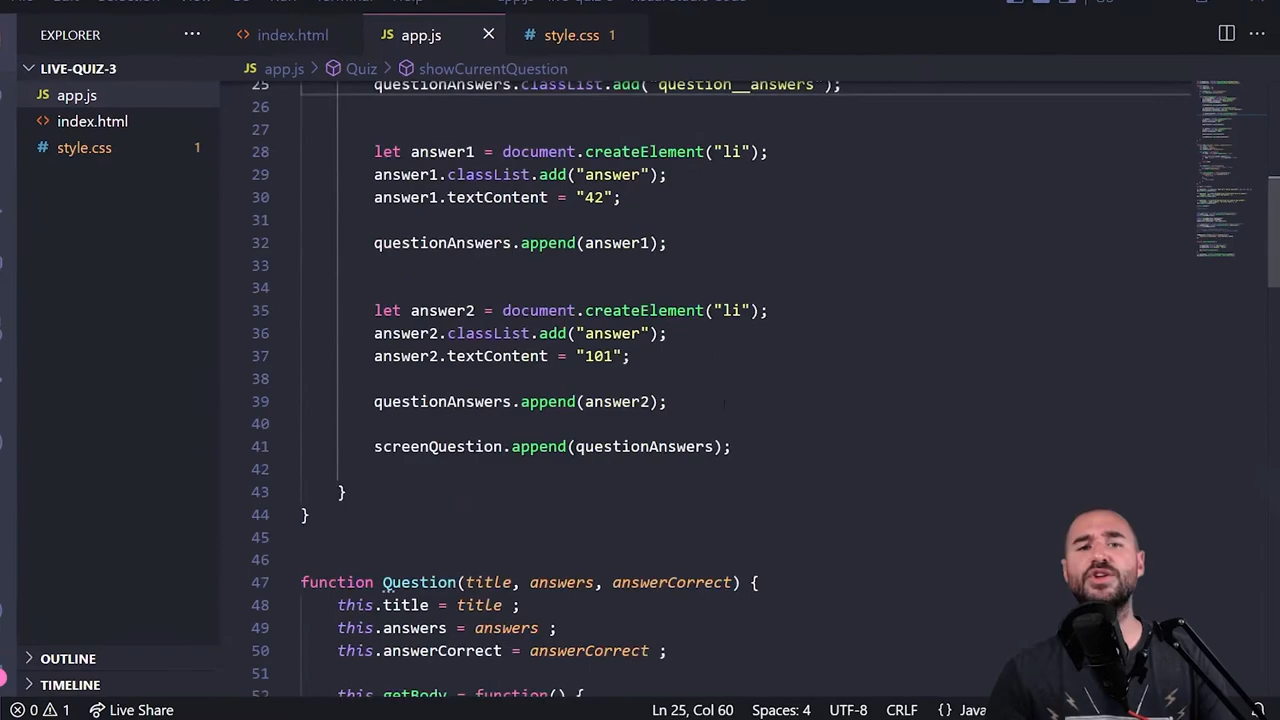 EXPLORER
LIVE-QUIZ-3
app.js
index.html
style.css 1
OUTLINE
TIMELINE
index.html
JS app.js
style.css 1
JS app.js > Quiz > showCurrentQuestion
25 questionAnswers.classList.add("question__answers");
26
27
28 let answer1 = document.createElement("li");
29 answer1.classList.add("answer");
30 answer1.textContent = "42";
31
32 questionAnswers.append(answer1);
33
34
35 let answer2 = document.createElement("li");
36 answer2.classList.add("answer");
37 answer2.textContent = "101";
38
39 questionAnswers.append(answer2);
40
41 screenQuestion.append(questionAnswers);
42
43 }
44 }
45
46
47 function Question(title, answers, answerCorrect) {
48 this.title = title ;
49 this.answers = answers ;
50 this.answerCorrect = answerCorrect ;
51
52 this.getBody = function() {
0 1 Live Share Ln 25, Col 60 Spaces: 4 UTF-8 CRLF {} Java